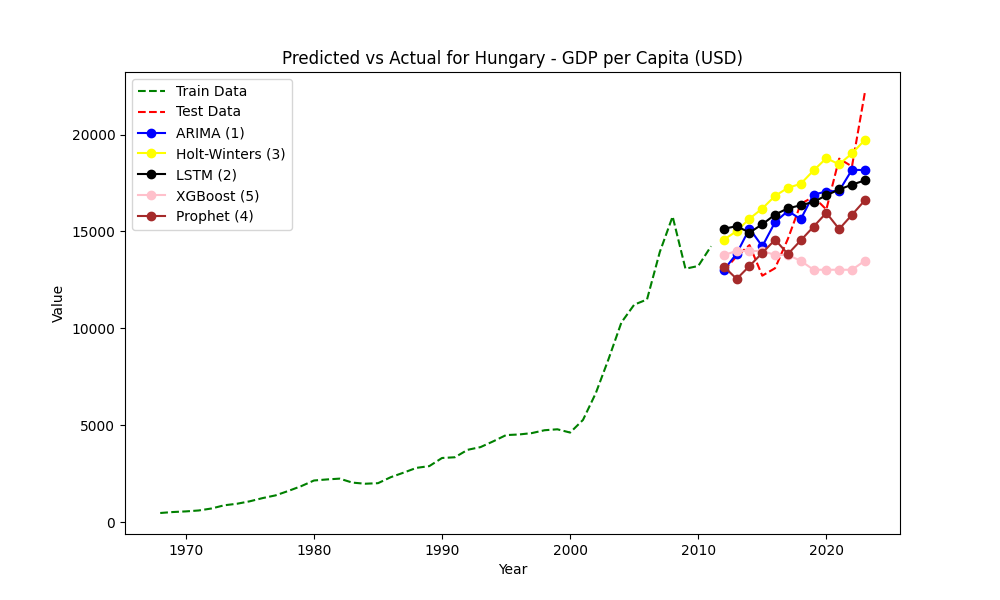 Predicted vs Actual for Hungary - GDP per Capita (USD)
Train Data
Test Data
ARIMA (1)
Holt-Winters (3)
LSTM (2)
XGBoost (5)
Prophet (4)
20000
15000
10000
5000
0
Value
1970 1980 1990 2000 2010 2020
Year